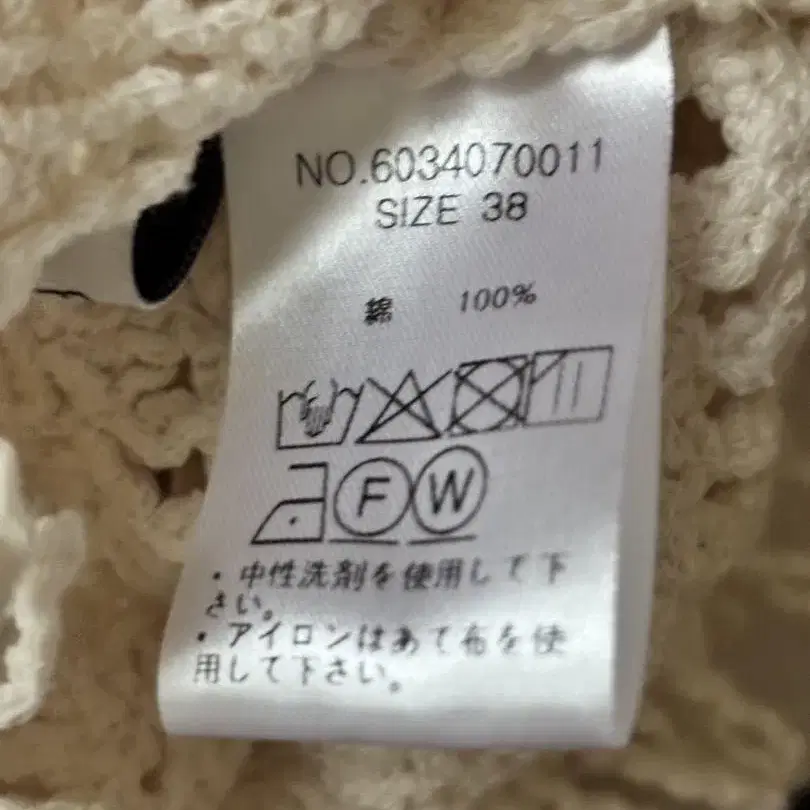 NO.6034070011
SIZE 38
綿 100%
F W
・中性洗剤を使用して下
さい。
・アイロンはあて布を使
用して下さい。